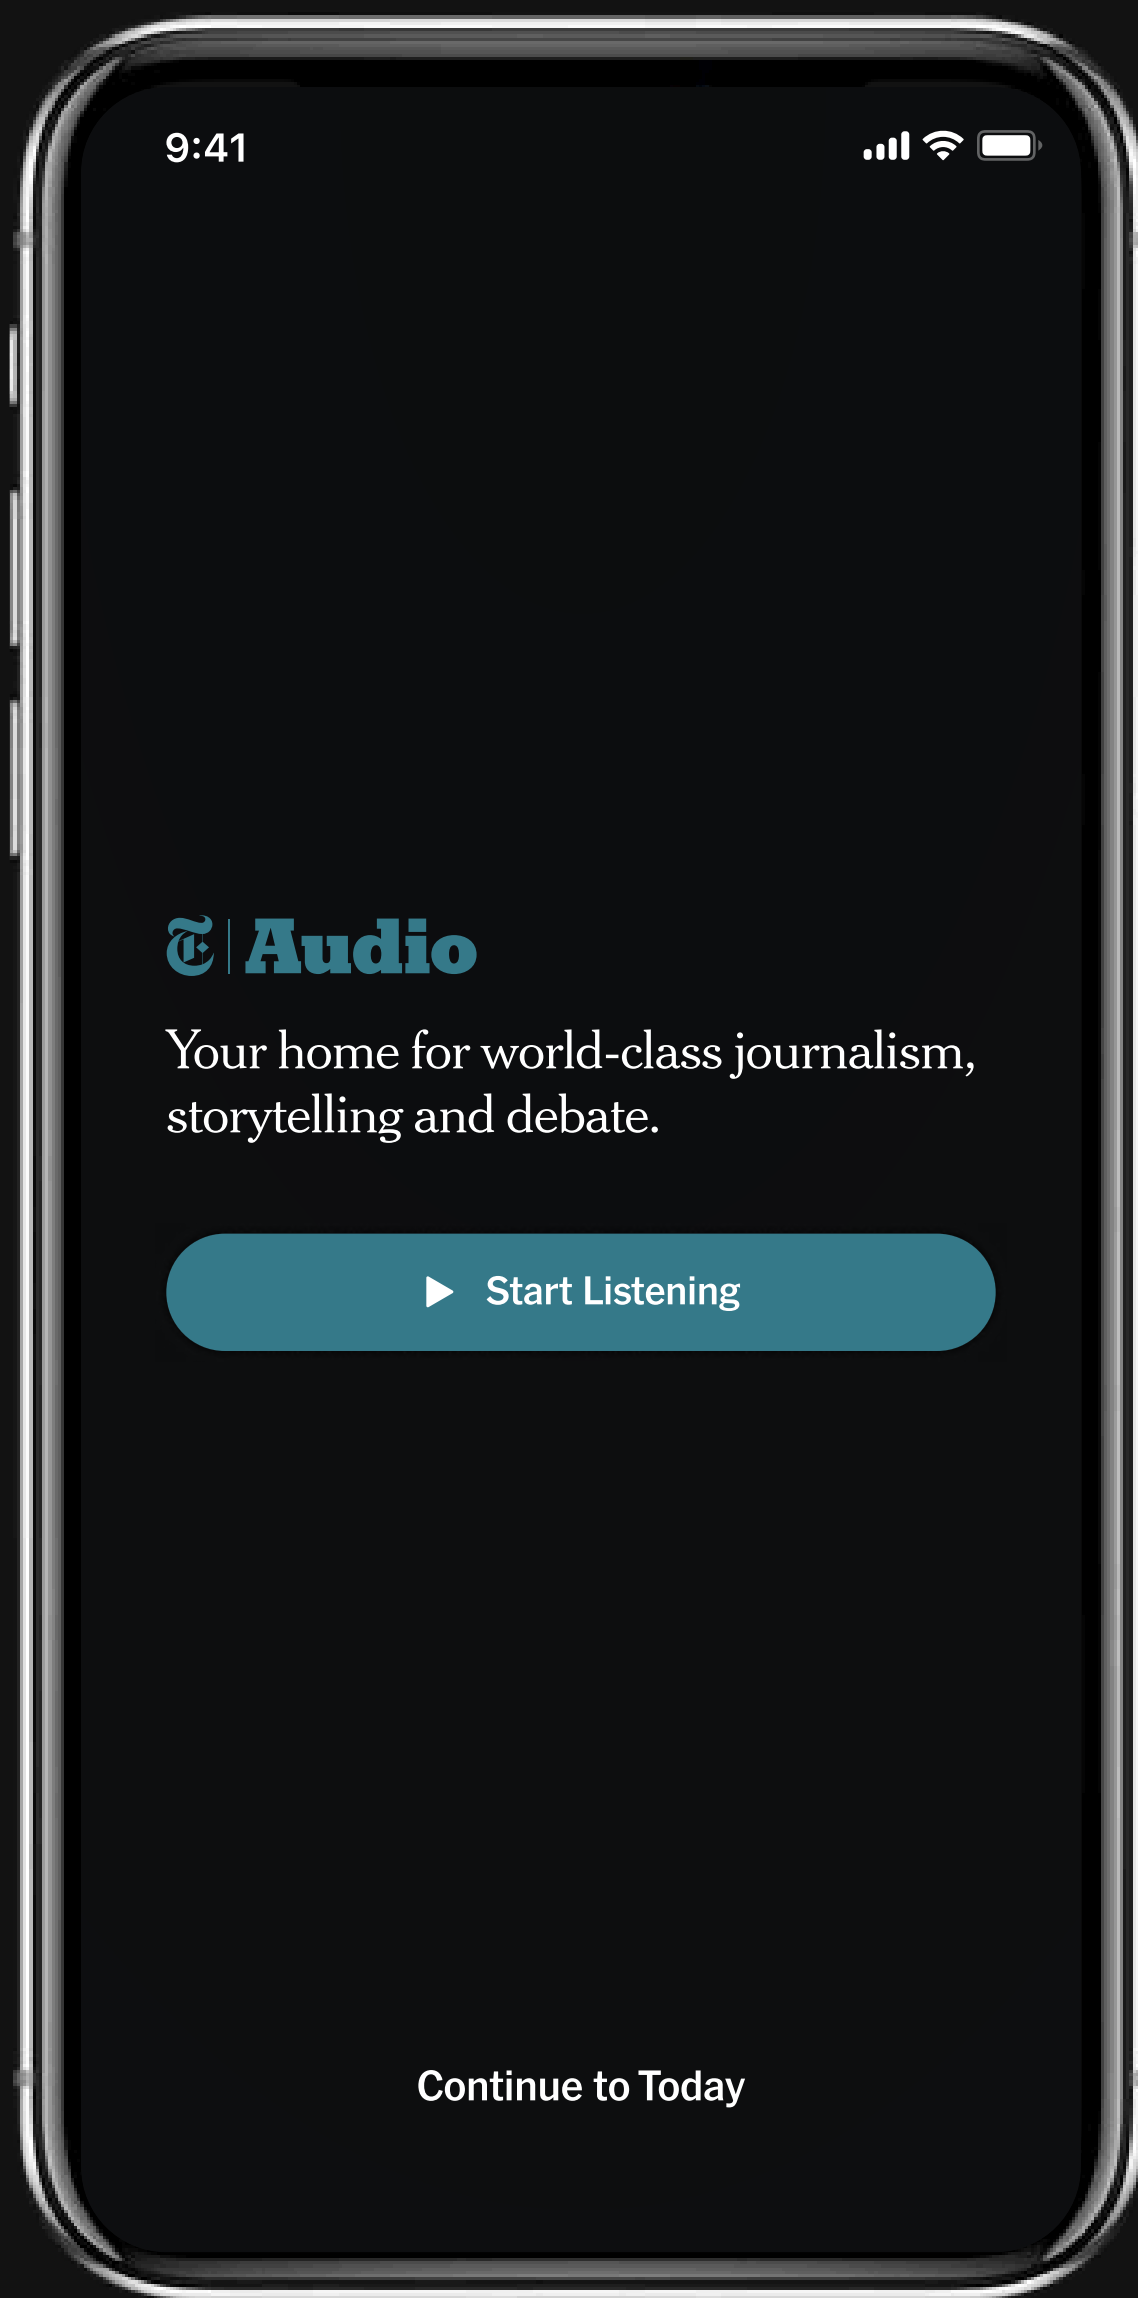 9:41
T Audio
Your home for world-class journalism,
storytelling and debate.
Start Listening
Continue to Today